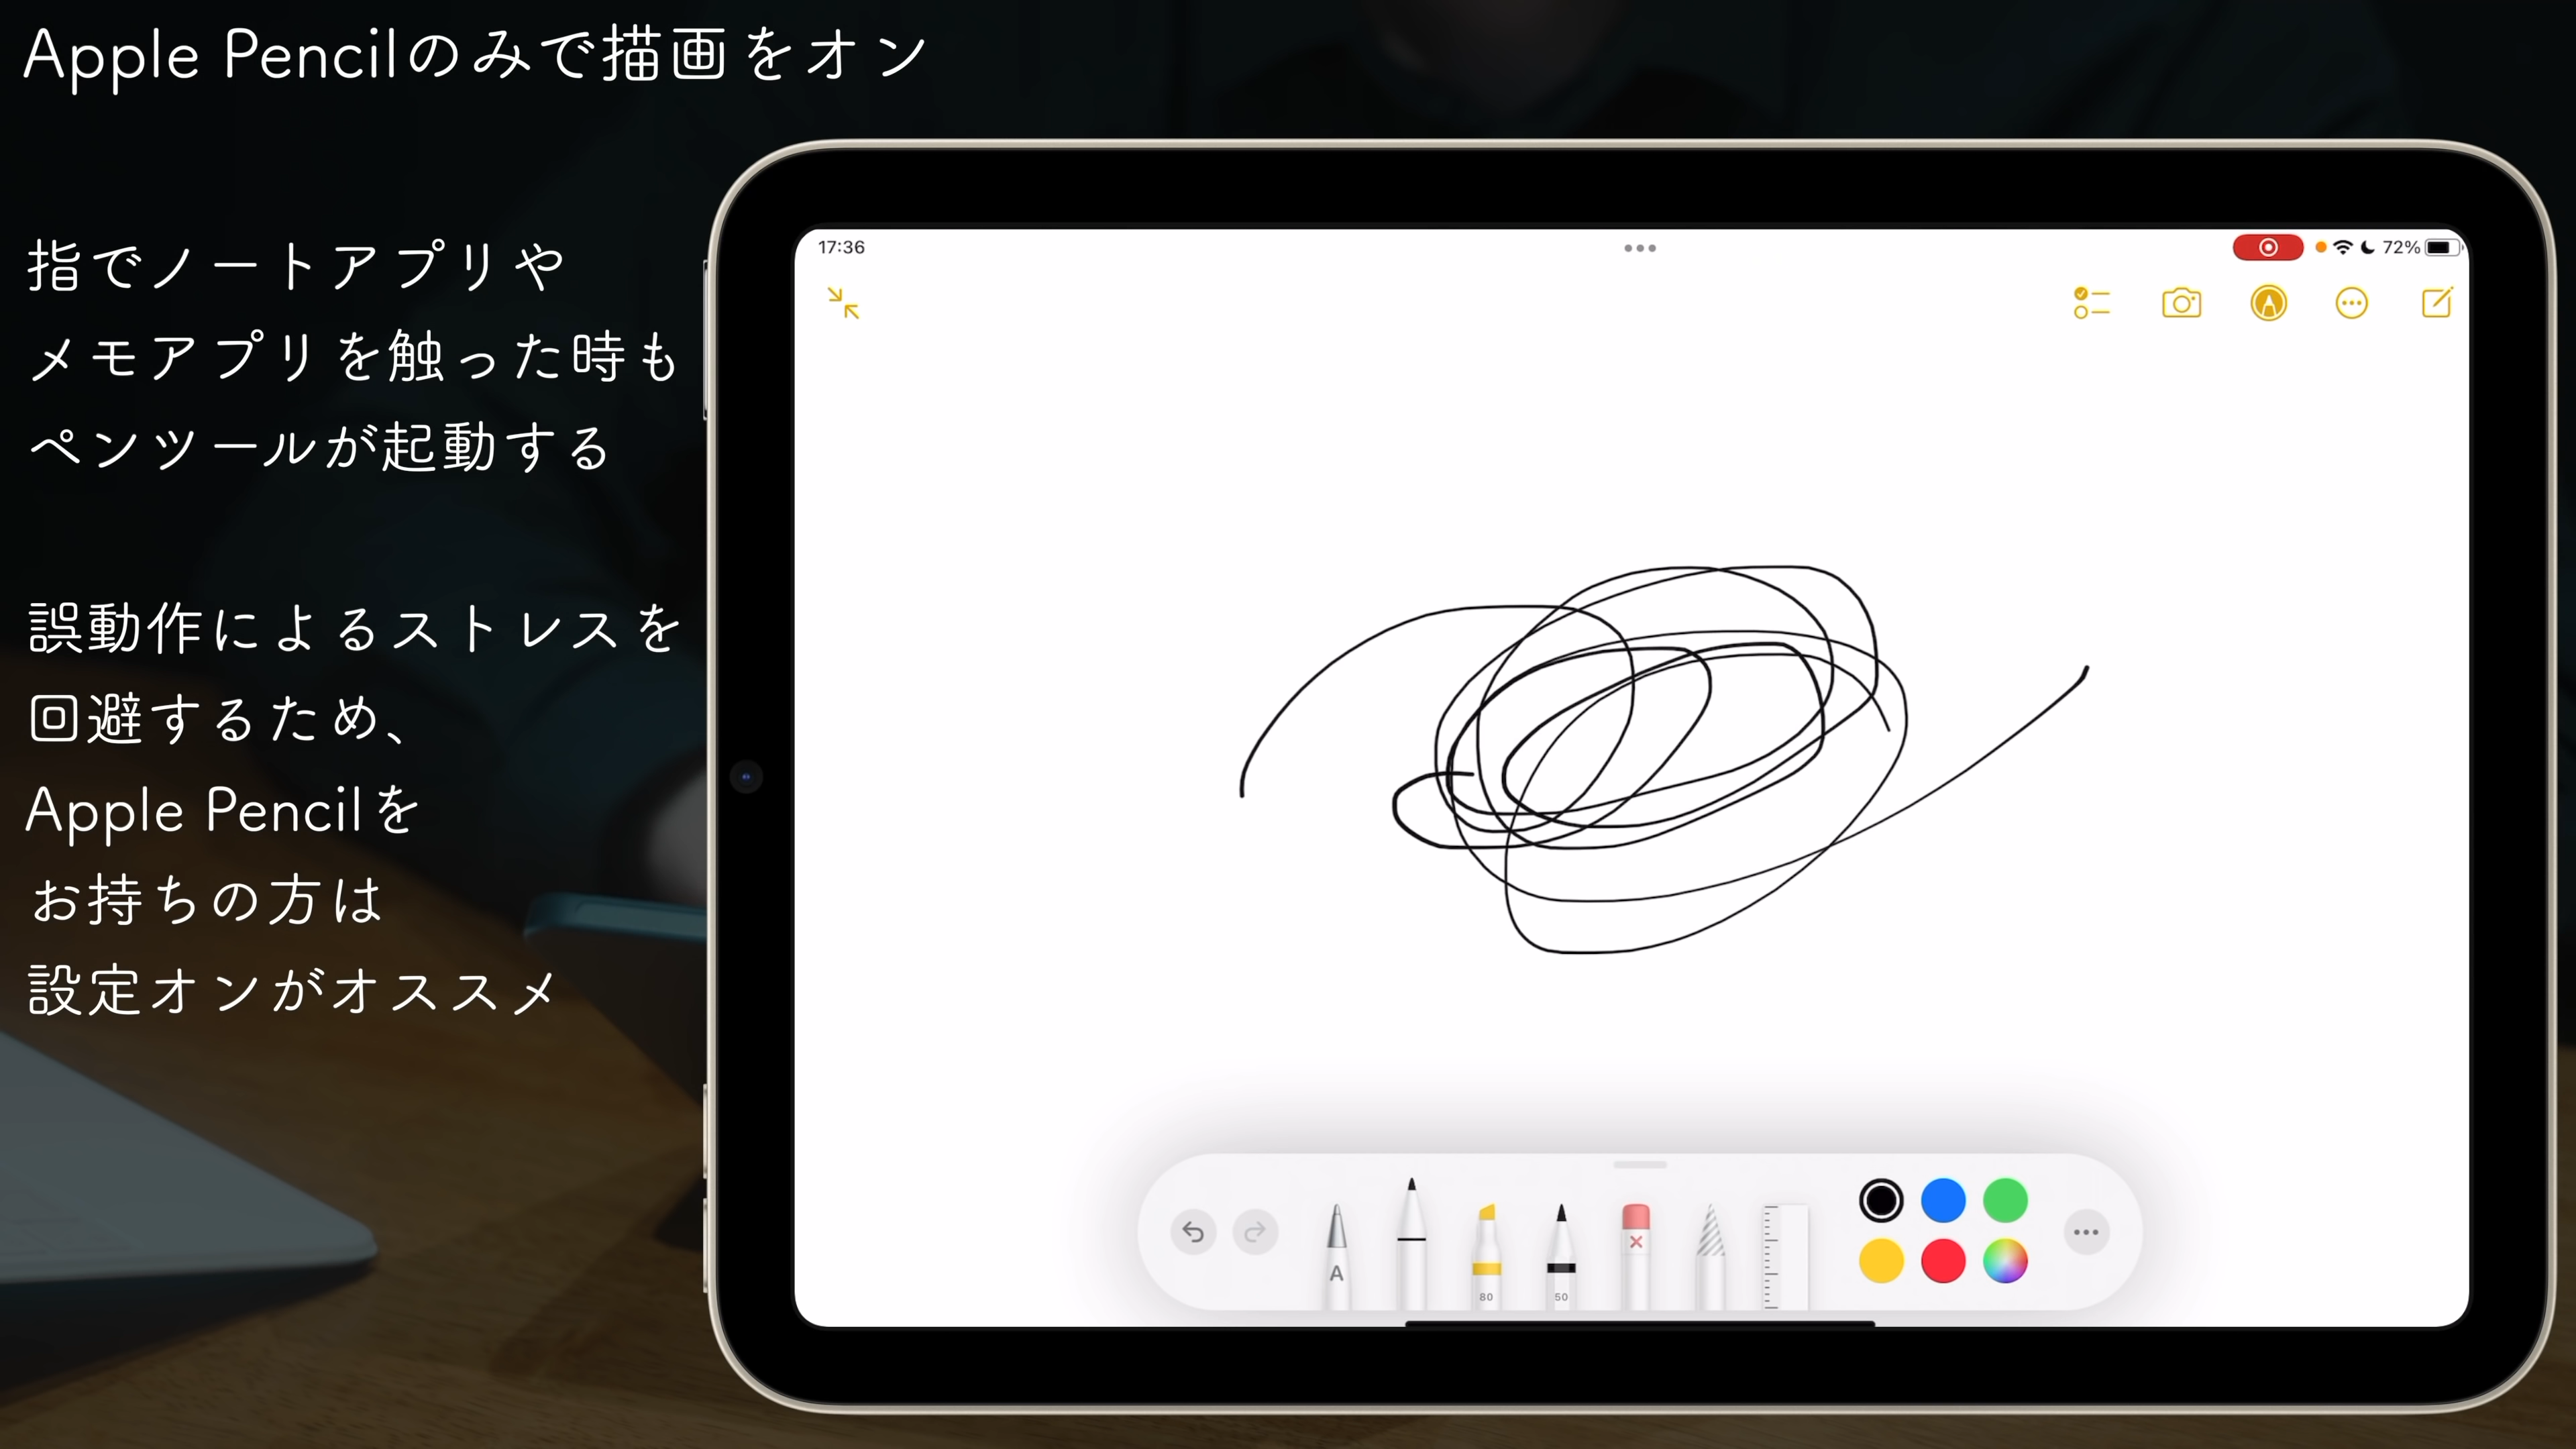 Apple Pencilのみで描画をオン
指でノートアプリや
メモアプリを触った時も
ペンツールが起動する
誤動作によるストレスを
回避するため、
Apple Pencilを
お持ちの方は
設定オンがオススメ
17:36
72%
A
80
50